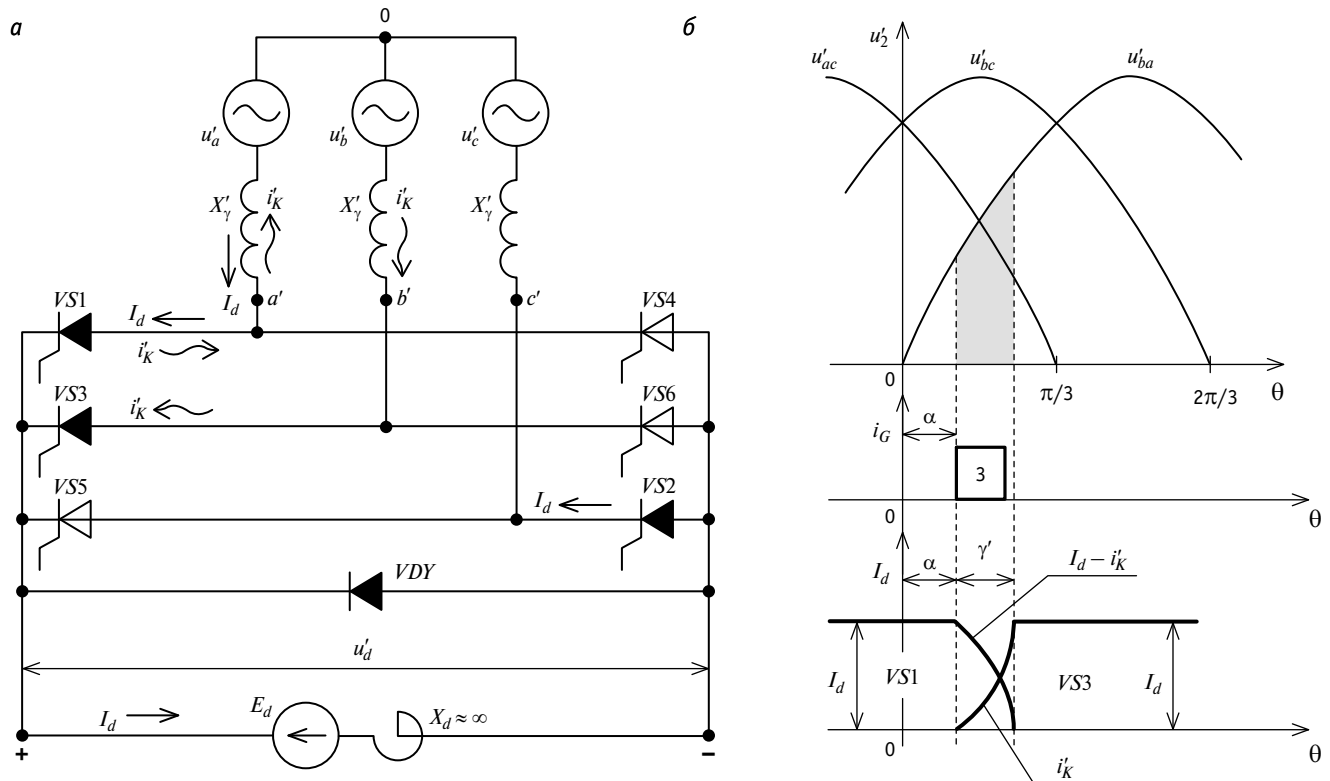 а
0
u′a
u′b
u′c
X′γ
i′K
X′γ
i′K
X′γ
Id
a′
b′
c′
VS1
Id
i′K
VS4
VS3
i′K
VS6
VS5
Id
VS2
VDY
u′d
Id
Ed
Xd ≈ ∞
+
–
б
u′2
u′ac
u′bc
u′ba
0
π/3
2π/3
θ
iG
α
3
0
θ
Id
α
γ′
Id – i′K
Id
VS1
VS3
Id
0
i′K
θ